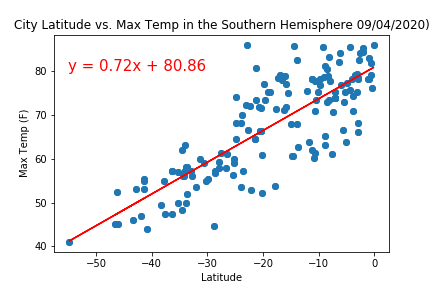 City Latitude vs. Max Temp in the Southern Hemisphere 09/04/2020)
y = 0.72x + 80.86
80
70
60
50
40
Max Temp (F)
−50 −40 −30 −20 −10 0
Latitude